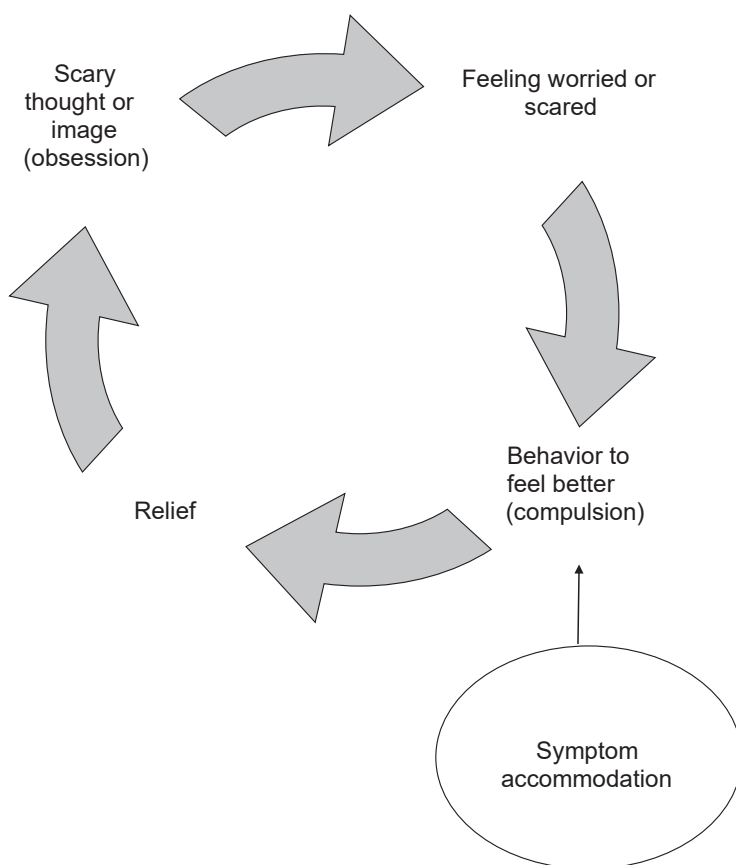 Scary
thought or
image
(obsession)
Feeling worried or
scared
Behavior to
feel better
(compulsion)
Relief
Symptom
accommodation